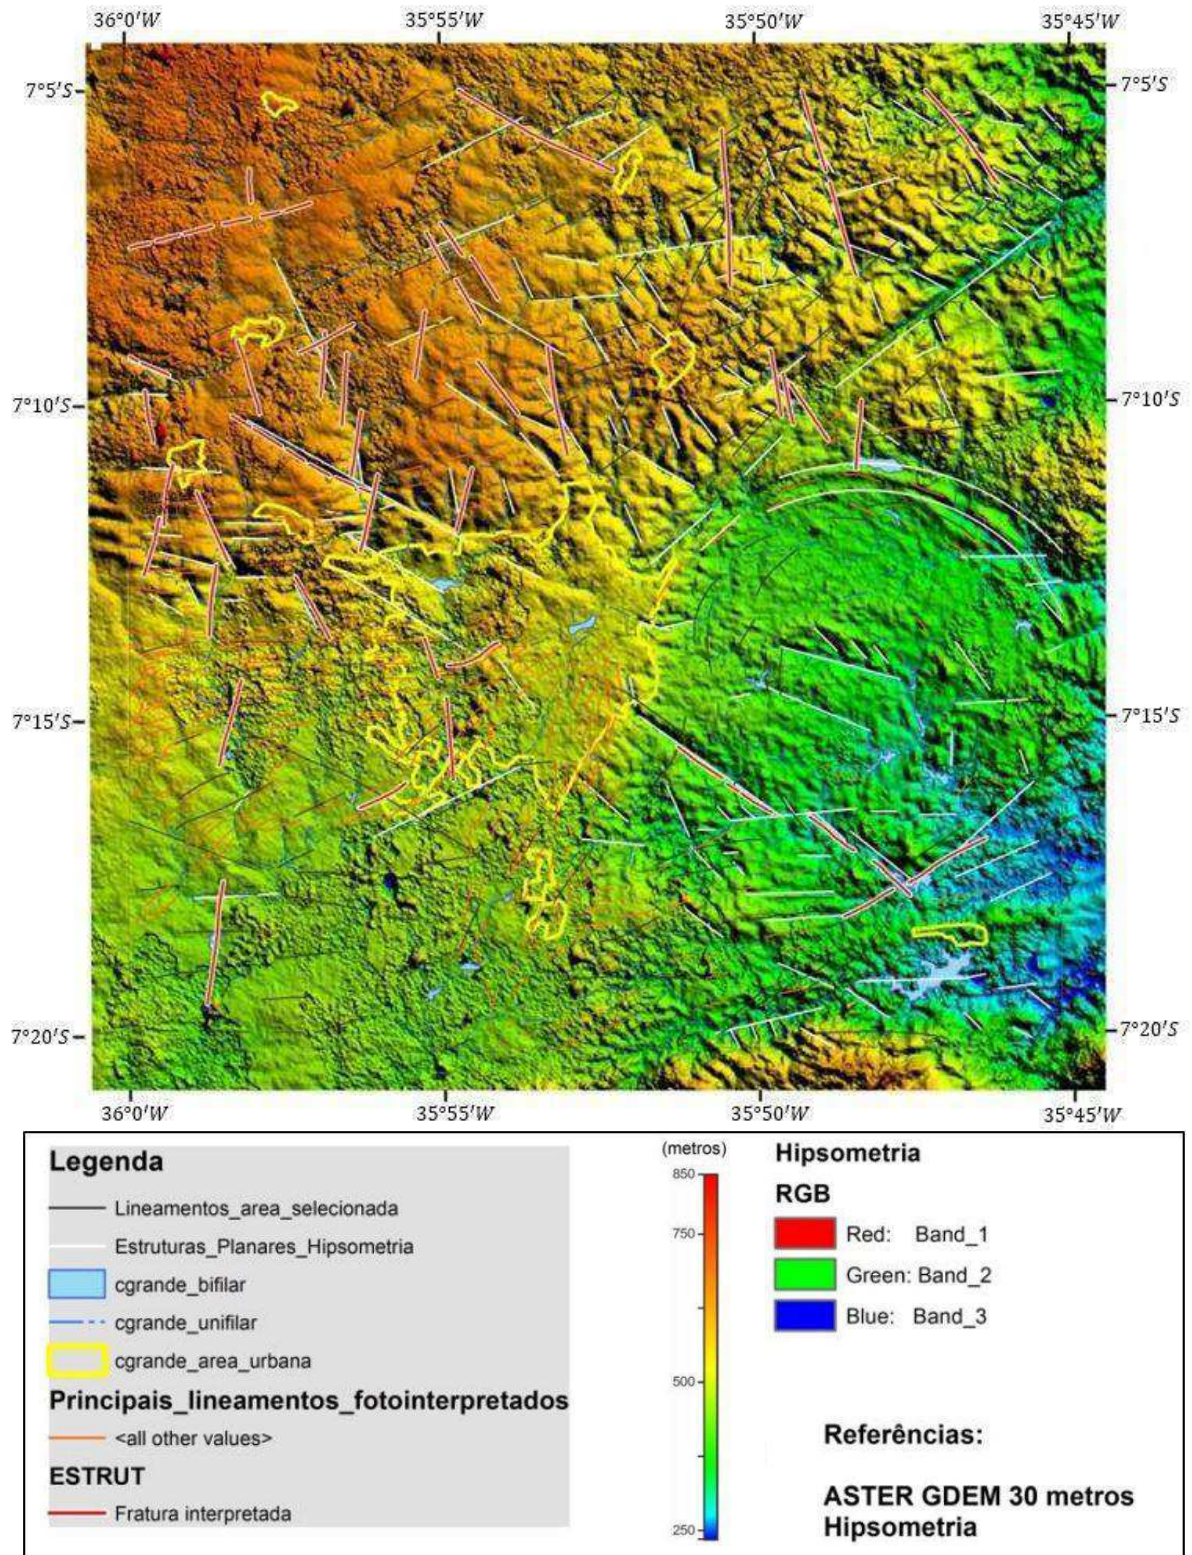 36°0'W 35°55'W 35°50'W 35°45'W
7°5'S 7°5'S
7°10'S 7°10'S
7°15'S 7°15'S
7°20'S 7°20'S
36°0'W 35°55'W 35°50'W 35°45'W
Legenda
Lineamentos_area_selecionada
Estruturas_Planares_Hipsometria
cgrande_bifilar
cgrande_unifilar
cgrande_area_urbana
Principais_lineamentos_fotointerpretados
<all other values>
ESTRUT
Fratura interpretada
(metros)
850
750
500
250
Hipsometria
RGB
Red: Band_1
Green: Band_2
Blue: Band_3
Referências:
ASTER GDEM 30 metros
Hipsometria